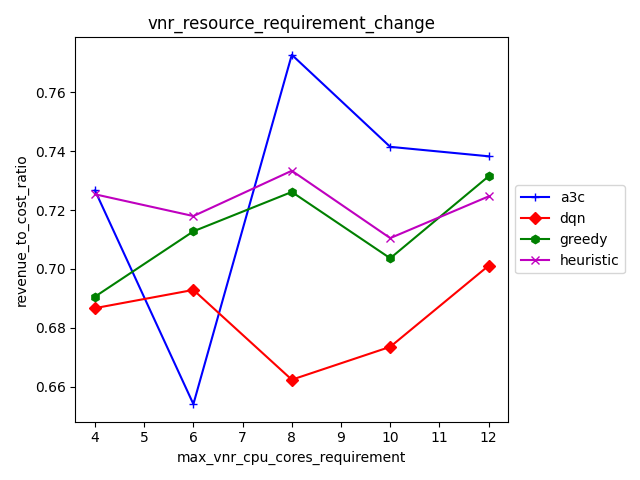 vnr_resource_requirement_change
revenue_to_cost_ratio
0.76
0.74
0.72
0.70
0.68
0.66
4 5 6 7 8 9 10 11 12
max_vnr_cpu_cores_requirement
a3c
dqn
greedy
heuristic